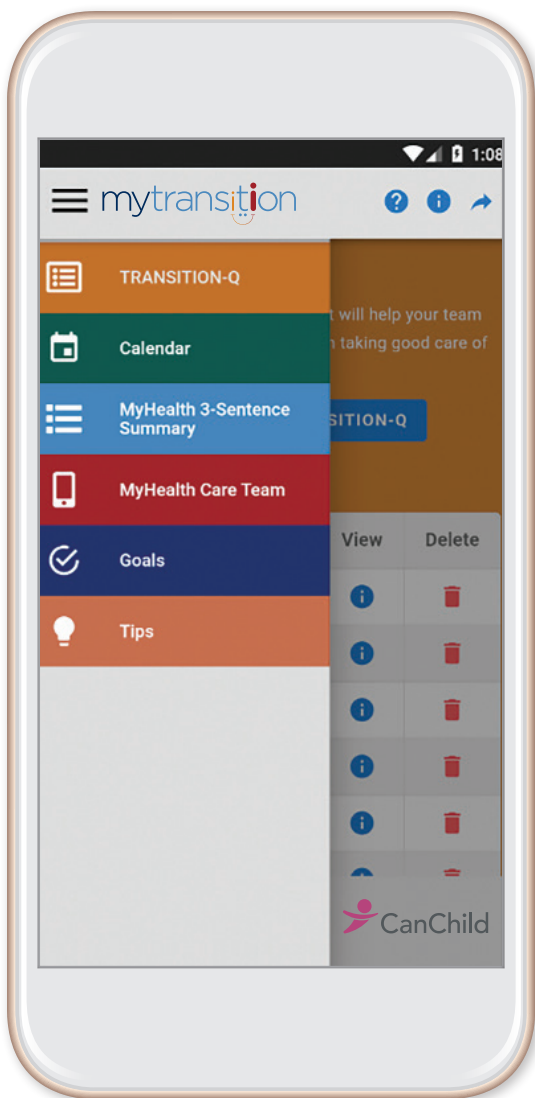 1:08
mytransition
TRANSITION-Q
Calendar
MyHealth 3-Sentence
Summary
MyHealth Care Team
Goals
Tips
t will help your team
taking good care of
SITION-Q
View Delete
CanChild